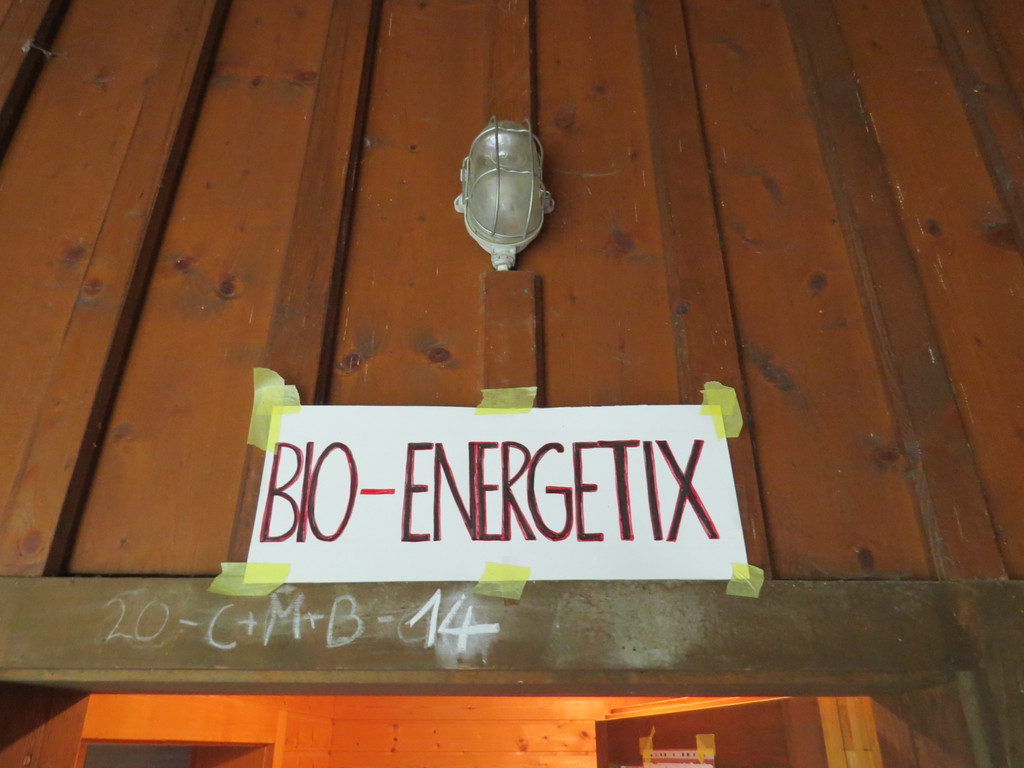 BIO-ENERGETIX
20-C+M+B-14